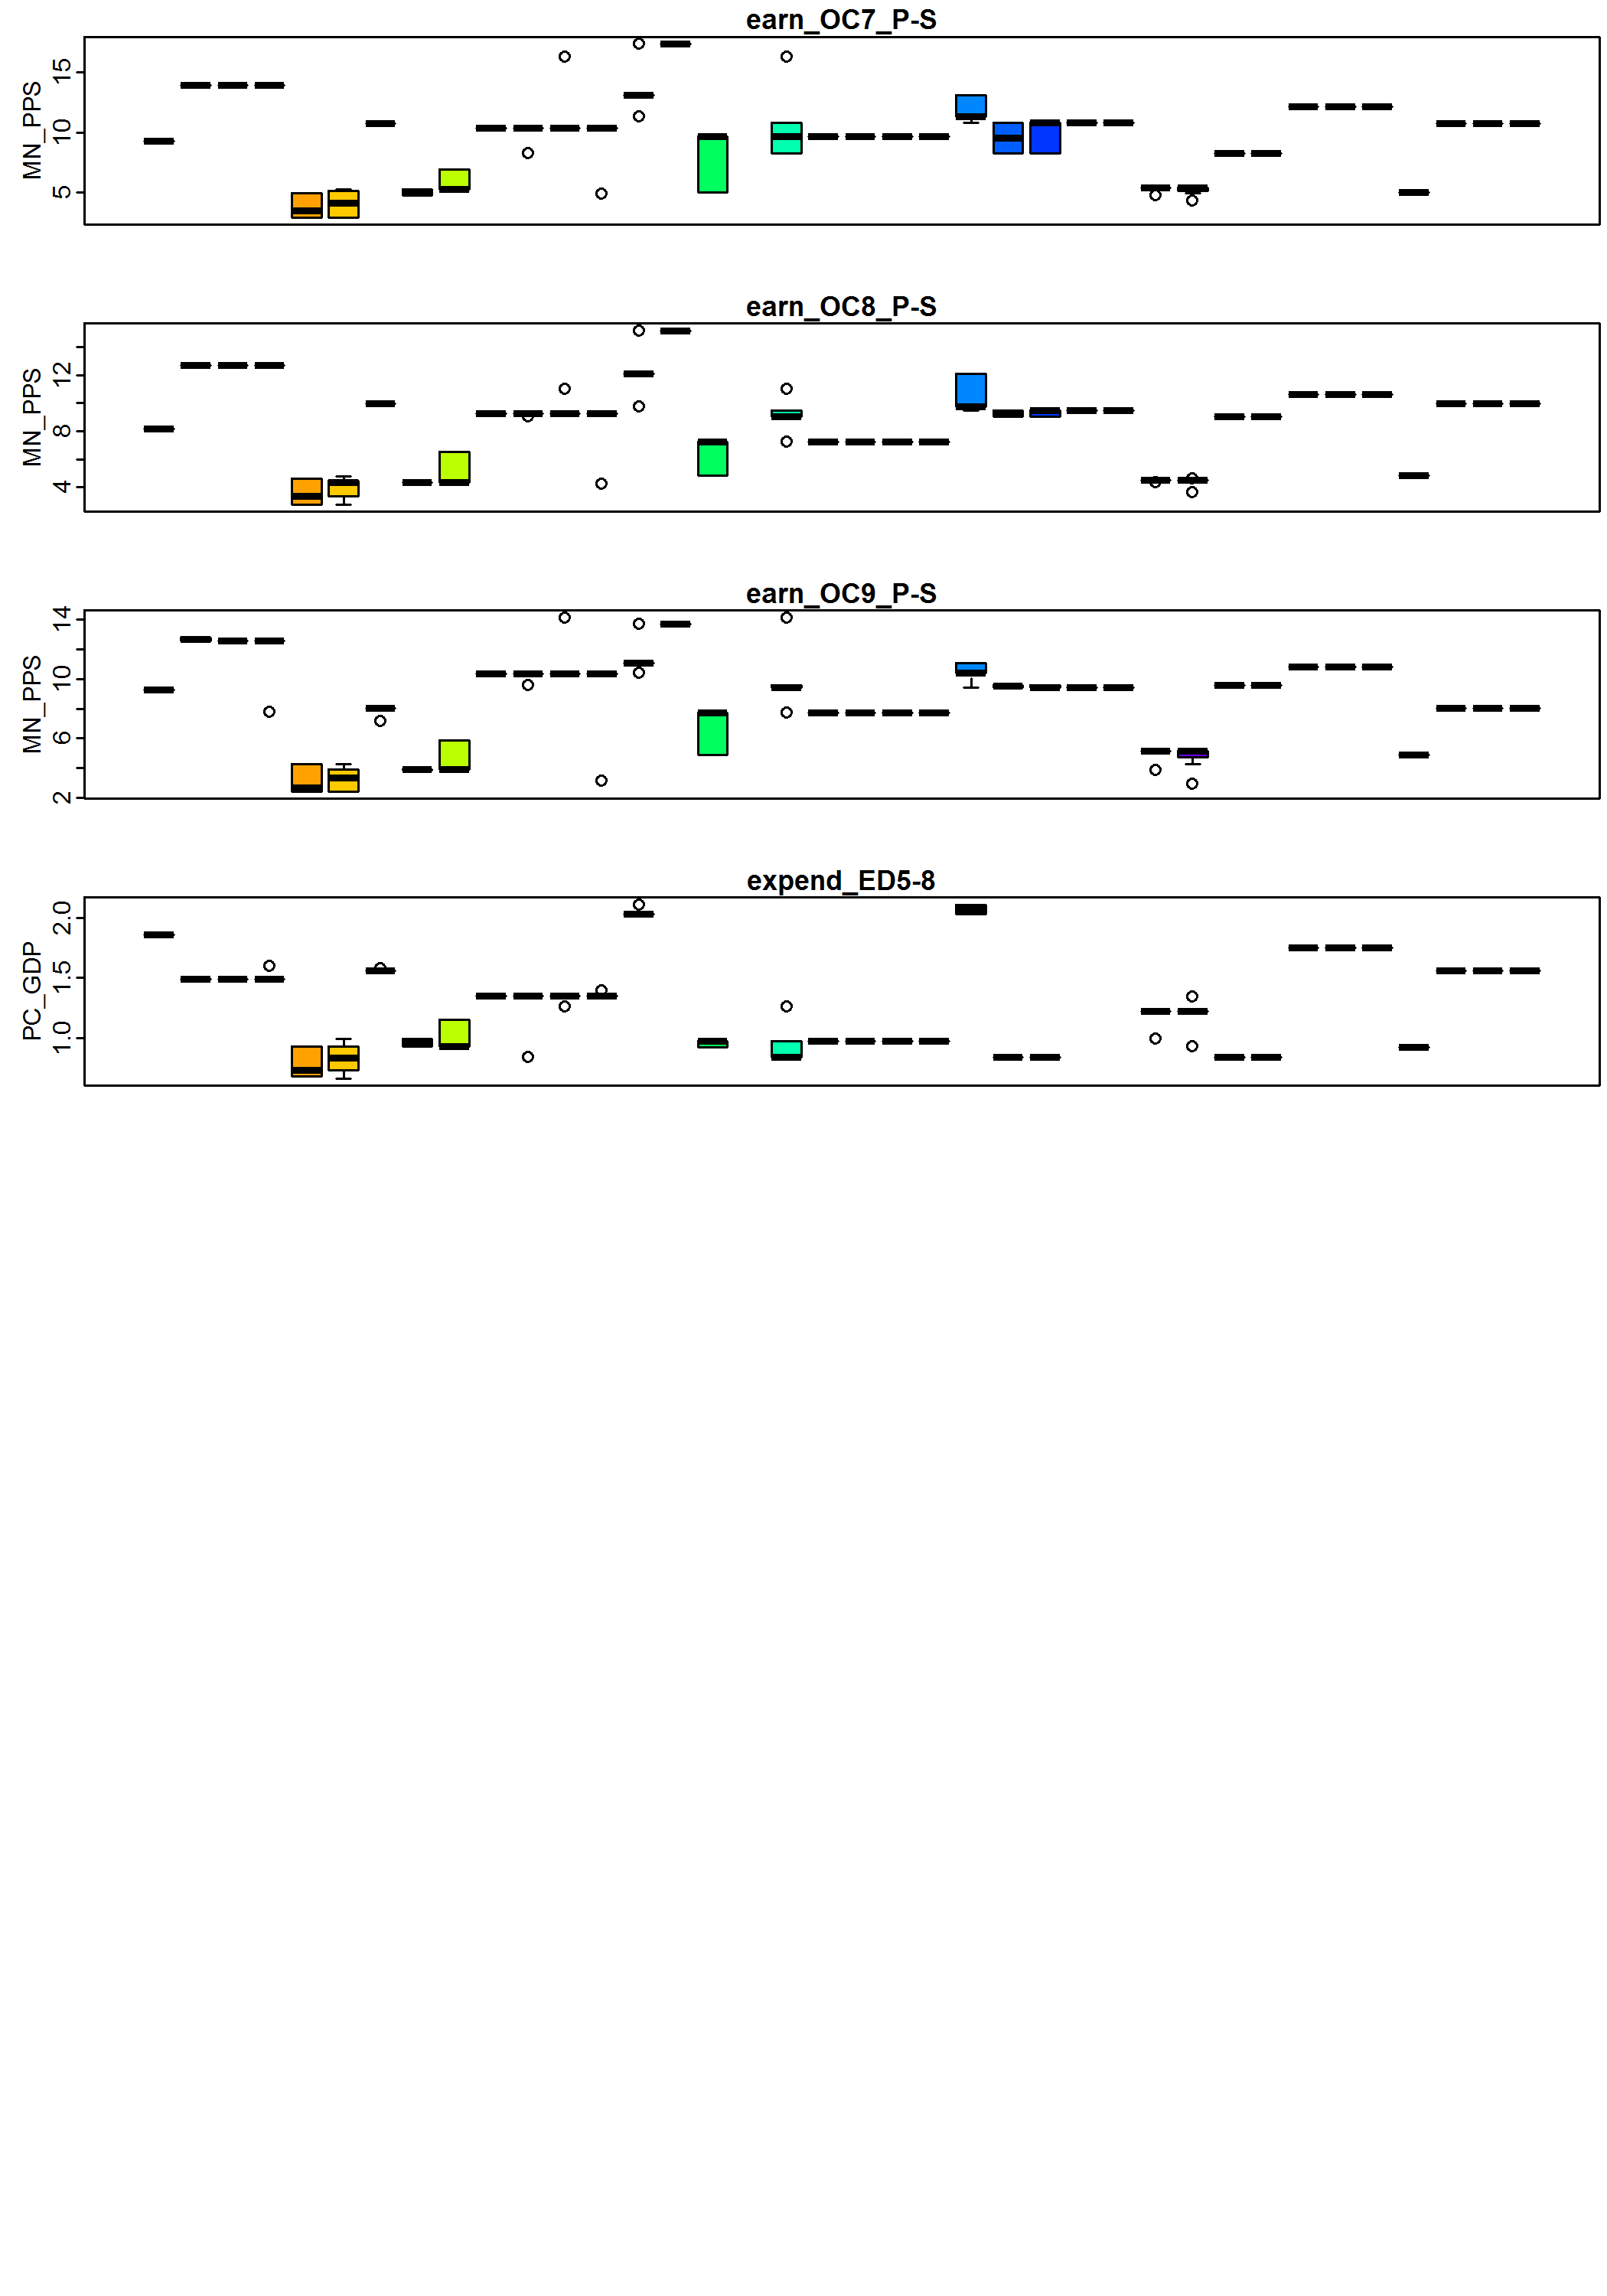 earn_OC7_P-S
MN_PPS
5 10 15
earn_OC8_P-S
MN_PPS
4 8 12
earn_OC9_P-S
MN_PPS
2 6 10 14
expend_ED5-8
PC_GDP
1.0 1.5 2.0